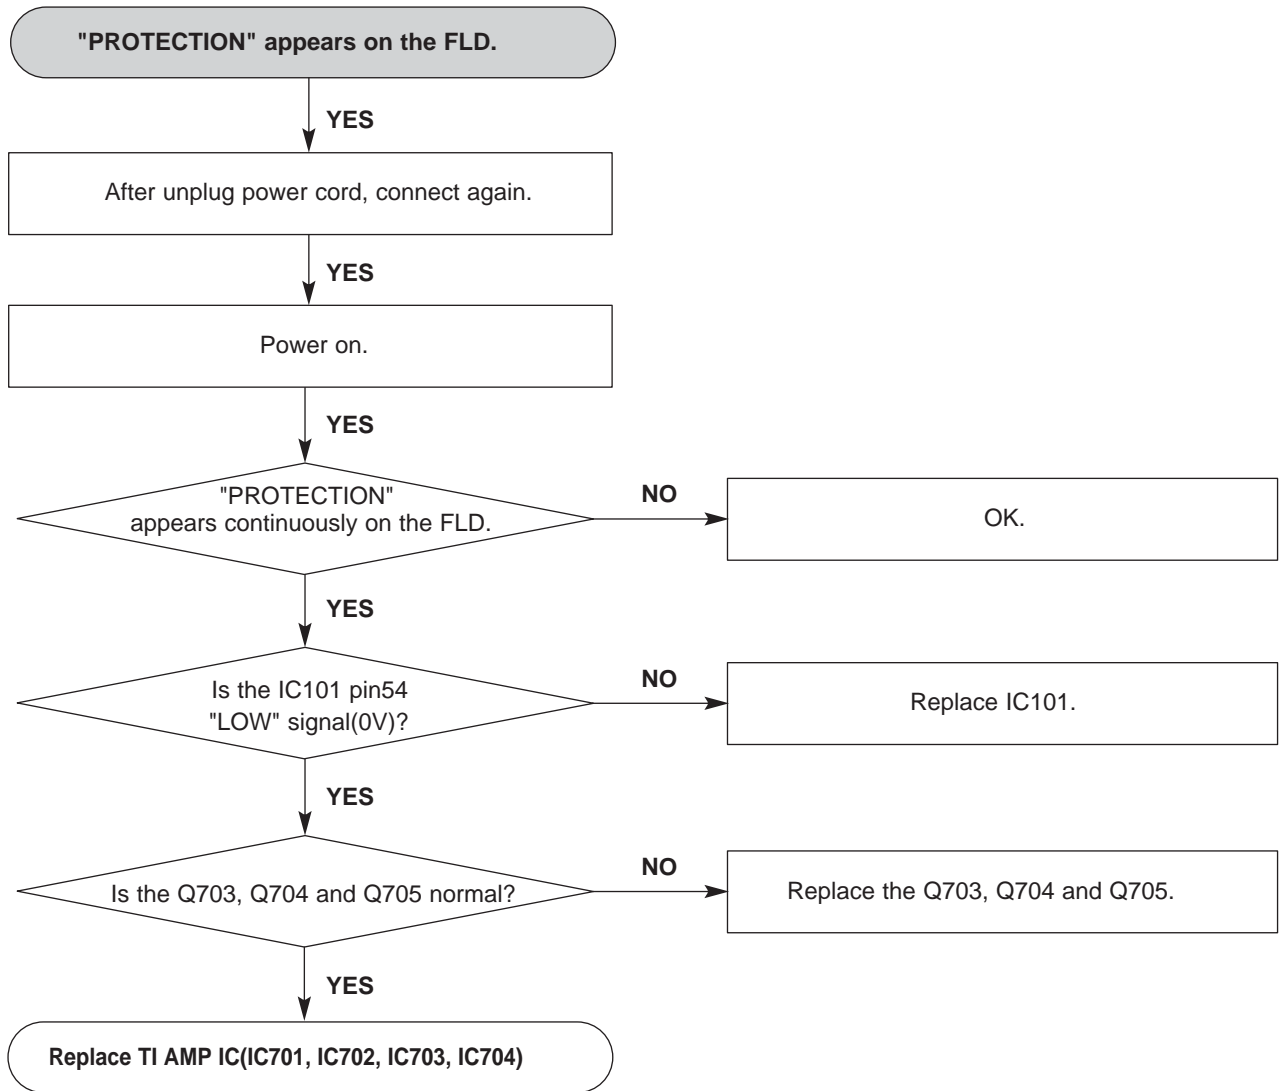 "PROTECTION" appears on the FLD.
YES
After unplug power cord, connect again.
YES
Power on.
YES
"PROTECTION"
appears continuously on the FLD.
NO
OK.
YES
Is the IC101 pin54
"LOW" signal(0V)?
NO
Replace IC101.
YES
Is the Q703, Q704 and Q705 normal?
NO
Replace the Q703, Q704 and Q705.
YES
Replace TI AMP IC(IC701, IC702, IC703, IC704)